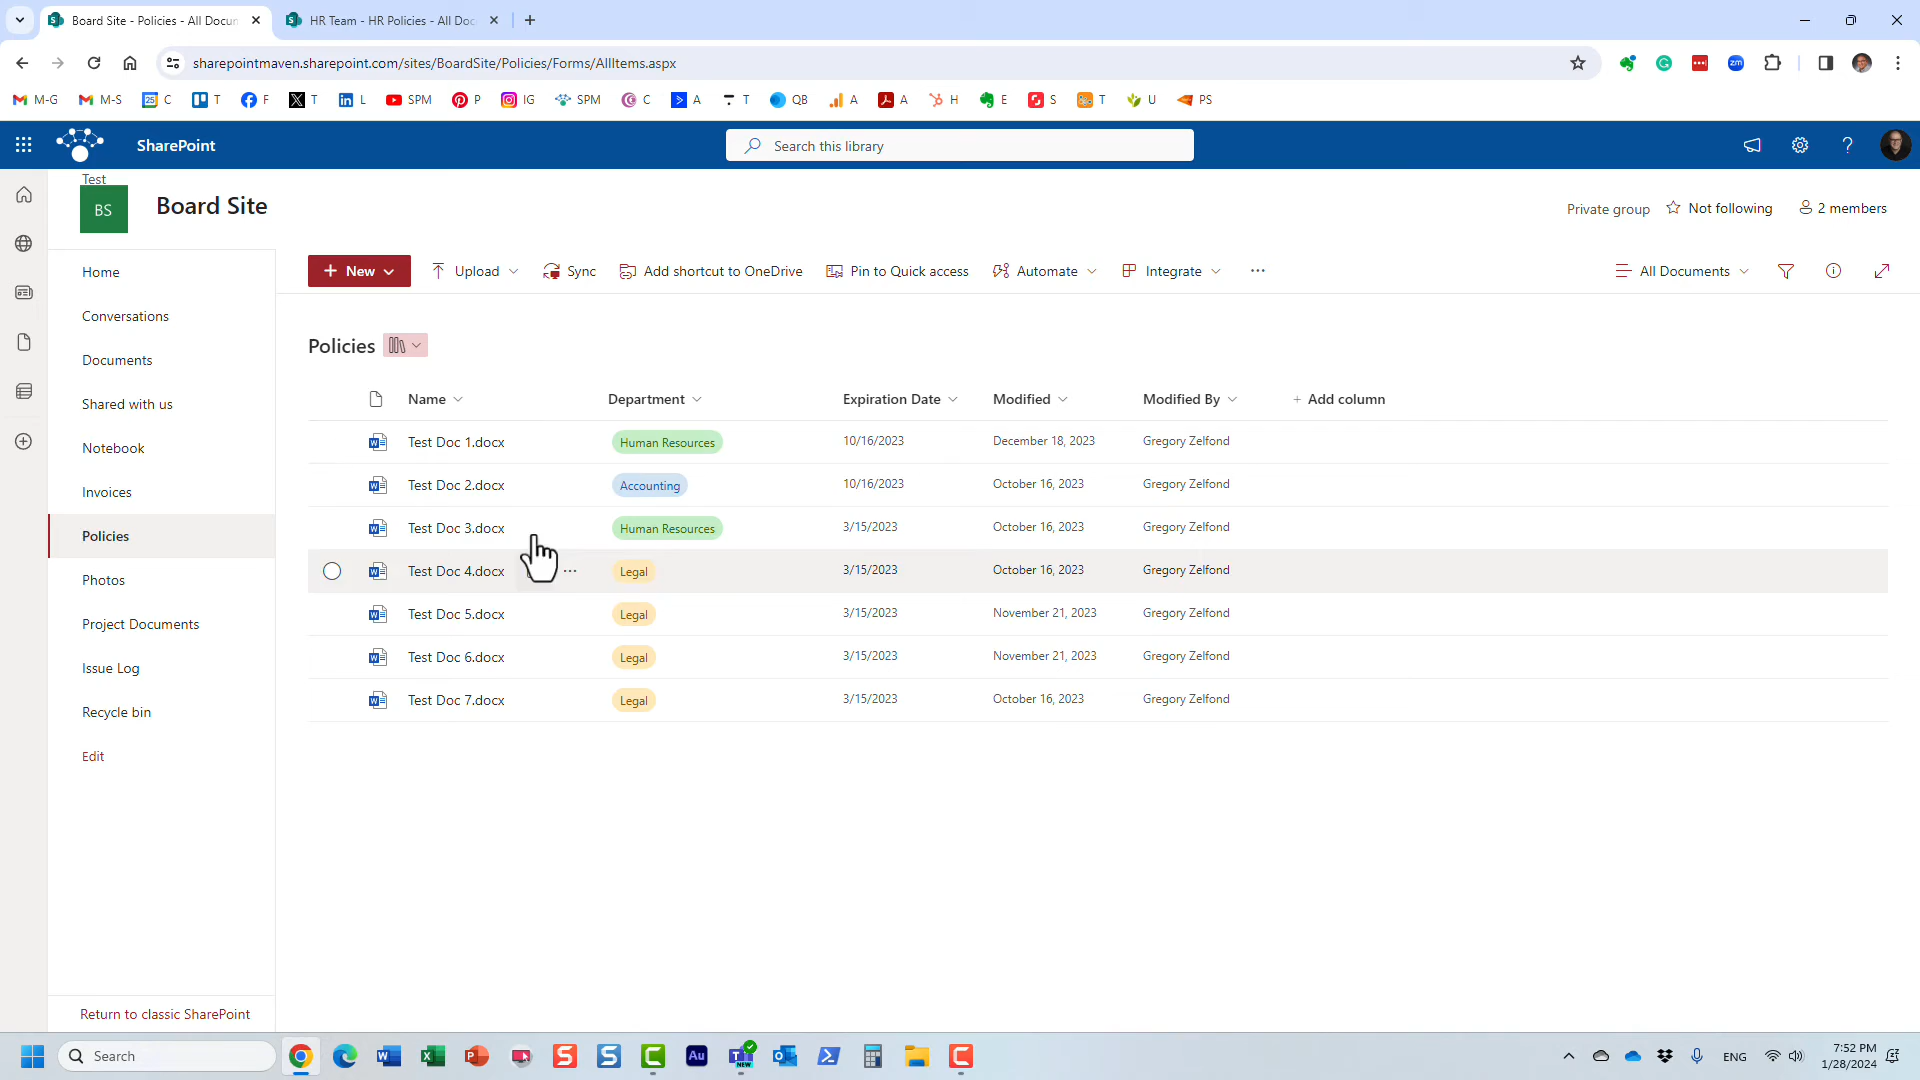 Board Site - Policies - All Docun
HR Team - HR Policies - All Doc
sharepointmaven.sharepoint.com/sites/BoardSite/Policies/Forms/AllItems.aspx
M-G M-S C T F T L SPM P IG SPM C A T QB A A H E S T U PS
SharePoint
Search this library
Test
BS
Board Site
Private group Not following 2 members
Home
Conversations
Documents
Shared with us
Notebook
Invoices
Policies
Photos
Project Documents
Issue Log
Recycle bin
Edit
Return to classic SharePoint
+ New Upload Sync Add shortcut to OneDrive Pin to Quick access Automate Integrate ... All Documents
Policies
Name Department Expiration Date Modified Modified By + Add column
Test Doc 1.docx Human Resources 10/16/2023 December 18, 2023 Gregory Zelfond
Test Doc 2.docx Accounting 10/16/2023 October 16, 2023 Gregory Zelfond
Test Doc 3.docx Human Resources 3/15/2023 October 16, 2023 Gregory Zelfond
Test Doc 4.docx ... Legal 3/15/2023 October 16, 2023 Gregory Zelfond
Test Doc 5.docx Legal 3/15/2023 November 21, 2023 Gregory Zelfond
Test Doc 6.docx Legal 3/15/2023 November 21, 2023 Gregory Zelfond
Test Doc 7.docx Legal 3/15/2023 October 16, 2023 Gregory Zelfond
Search
ENG
7:52 PM
1/28/2024